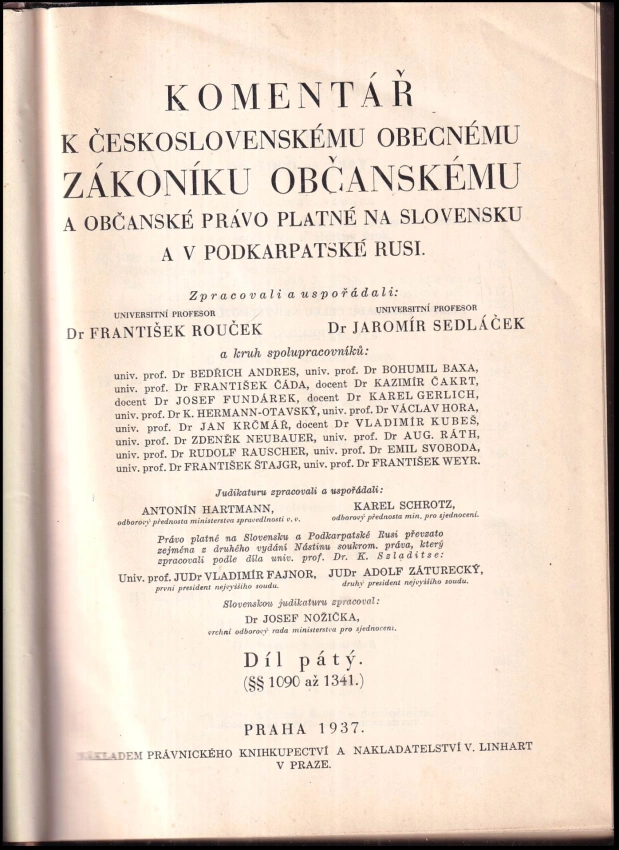 KOMENTÁŘ
K ČESKOSLOVENSKÉMU OBECNÉMU
ZÁKONÍKU OBČANSKÉMU
A OBČANSKÉ PRÁVO PLATNÉ NA SLOVENSKU
A V PODKARPATSKÉ RUSI.
Zpracovali a uspořádali:
UNIVERSITNÍ PROFESOR
Dr FRANTIŠEK ROUČEK
UNIVERSITNÍ PROFESOR
Dr JAROMÍR SEDLÁČEK
a kruh spolupracovníků:
univ. prof. Dr BEDŘICH ANDRES, univ. prof. Dr BOHUMIL BAXA,
univ. prof. Dr FRANTIŠEK ČÁDA, docent Dr KAZIMÍR ČAKRT,
docent Dr JOSEF FUNDÁREK, docent Dr KAREL GERLICH,
univ. prof. Dr K. HERMANN-OTAVSKÝ, univ. prof. Dr VÁCLAV HORA,
univ. prof. Dr JAN KRČMÁŘ, docent Dr VLADIMÍR KUBEŠ,
univ. prof. Dr ZDENĚK NEUBAUER, univ. prof. Dr AUG. RÁTH,
univ. prof. Dr RUDOLF RAUSCHER, univ. prof. Dr EMIL SVOBODA,
univ. prof. Dr FRANTIŠEK ŠTAJGR, univ. prof. Dr FRANTIŠEK WEYR.
Judikaturu zpracovali a uspořádali:
ANTONÍN HARTMANN,
odborový přednosta ministerstva spravedlnosti v. v.
KAREL SCHROTZ,
odborový přednosta min. pro sjednocení.
Právo platné na Slovensku a Podkarpatské Rusi převzato
zejména z druhého vydání Nástinu soukrom. práva, který
zpracovali podle díla univ. prof. Dr. K. Szladitse:
Univ. prof. JUDr VLADIMÍR FAJNOR,
první president nejvyššího soudu.
JUDr ADOLF ZÁTURECKÝ,
druhý president nejvyššího soudu.
Slovenskou judikaturu zpracoval:
Dr JOSEF NOŽIČKA,
vrchní odborový rada ministerstva pro sjednocení.
Díl pátý.
(§§ 1090 až 1341.)
PRAHA 1937.
NÁKLADEM PRÁVNICKÉHO KNIHKUPECTVÍ A NAKLADATELSTVÍ V. LINHART
V PRAZE.